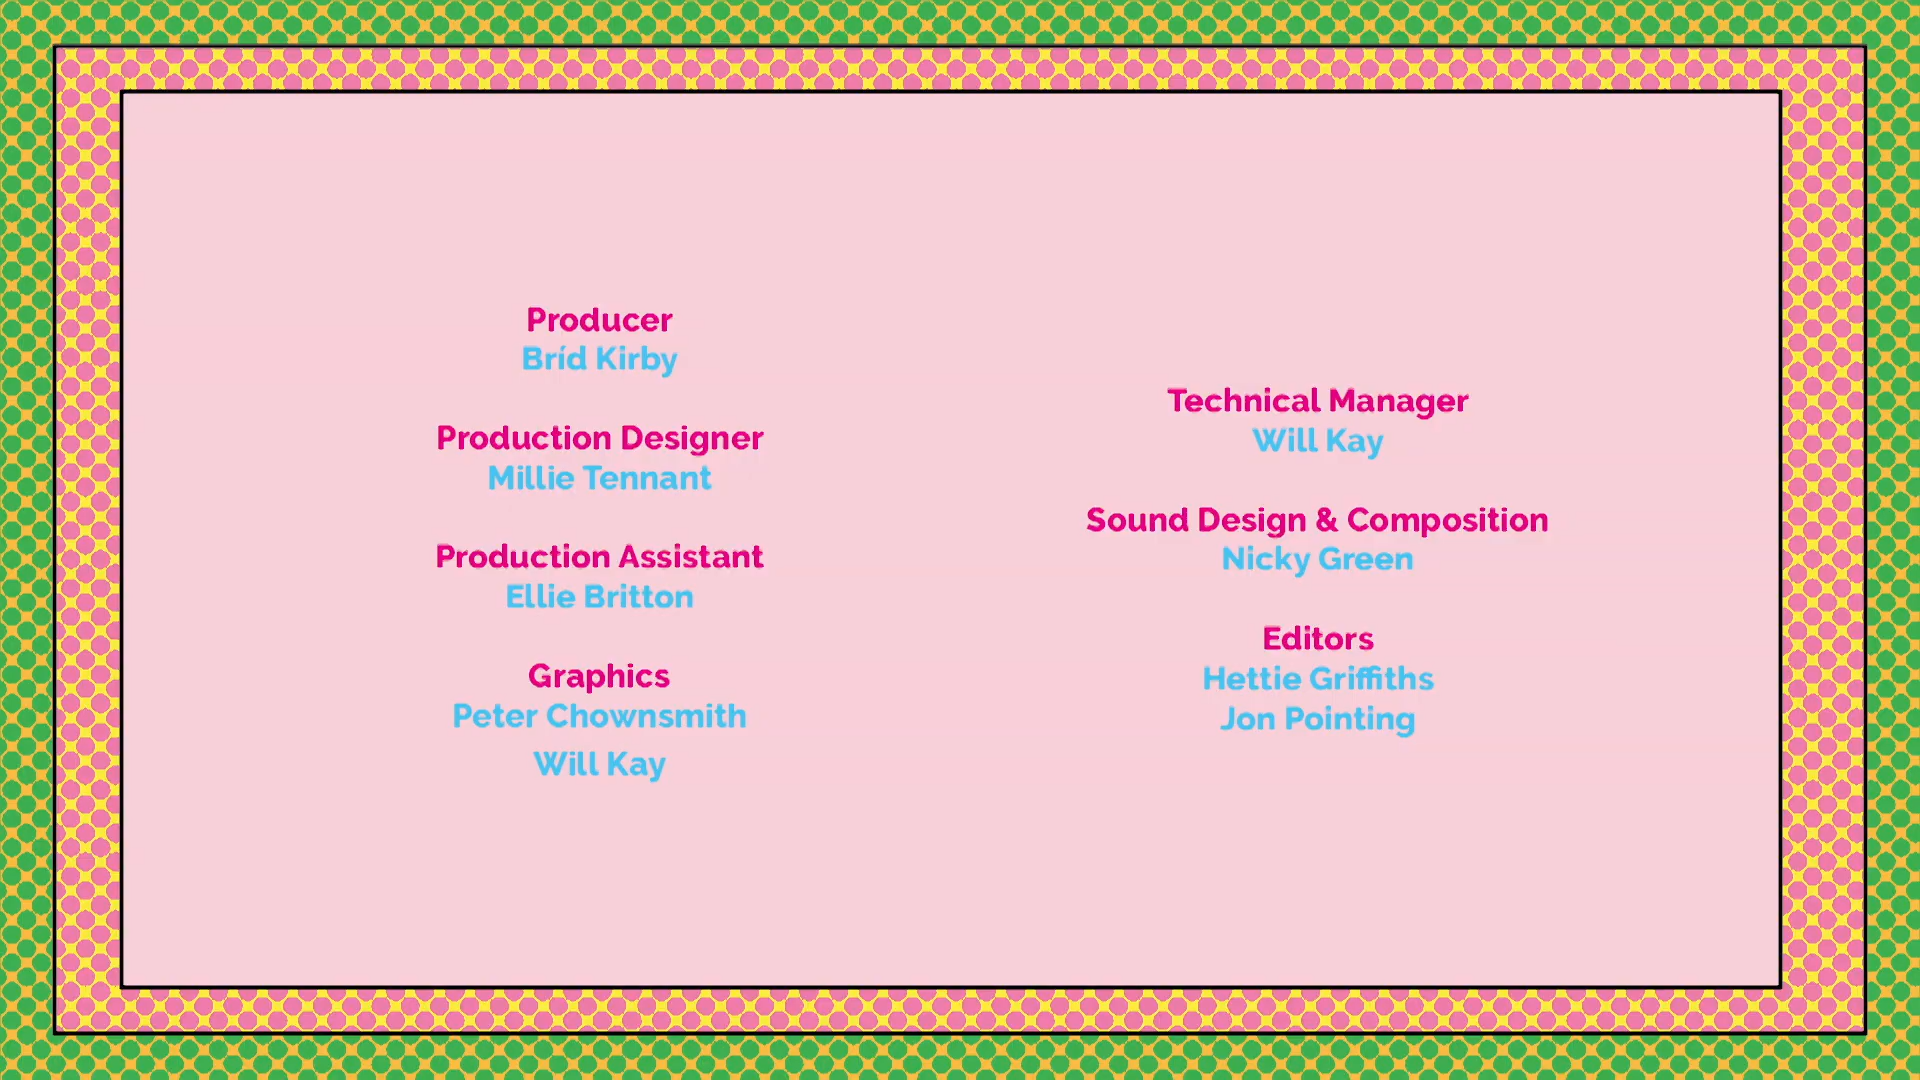 Producer
Bríd Kirby
Production Designer
Millie Tennant
Production Assistant
Ellie Britton
Graphics
Peter Chownsmith
Will Kay
Technical Manager
Will Kay
Sound Design & Composition
Nicky Green
Editors
Hettie Griffiths
Jon Pointing